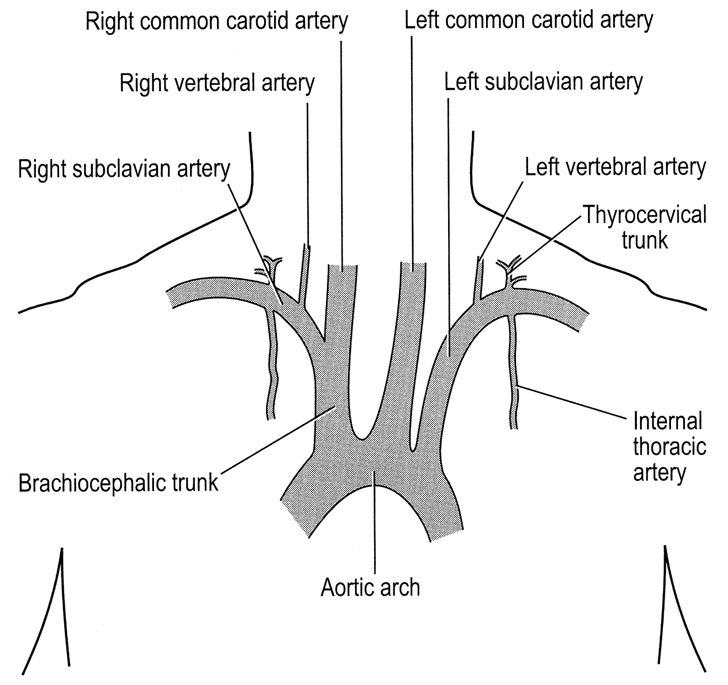 Right common carotid artery
Left common carotid artery
Right vertebral artery
Left subclavian artery
Right subclavian artery
Left vertebral artery
Thyrocervical
trunk
Internal
thoracic
artery
Brachiocephalic trunk
Aortic arch